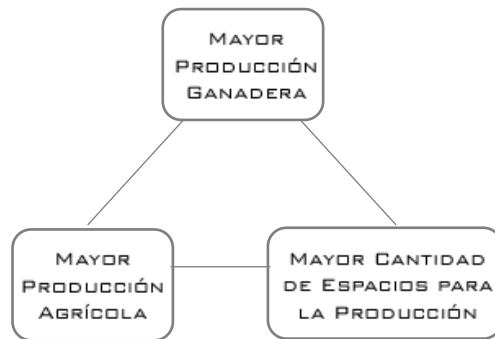 Mayor
Producción
Ganadera
Mayor
Producción
Agrícola
Mayor Cantidad
de Espacios para
la Producción